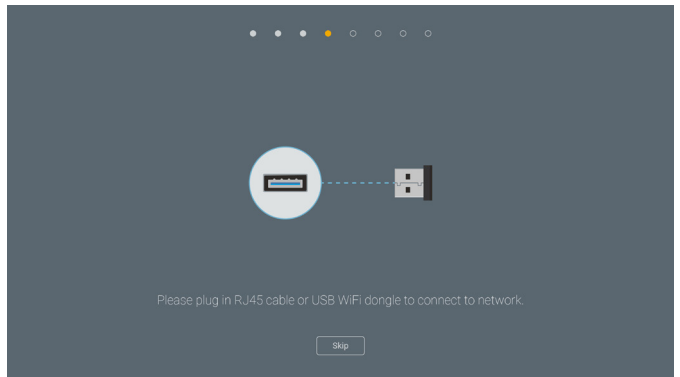 Please plug in RJ45 cable or USB WiFi dongle to connect to network.
Skip